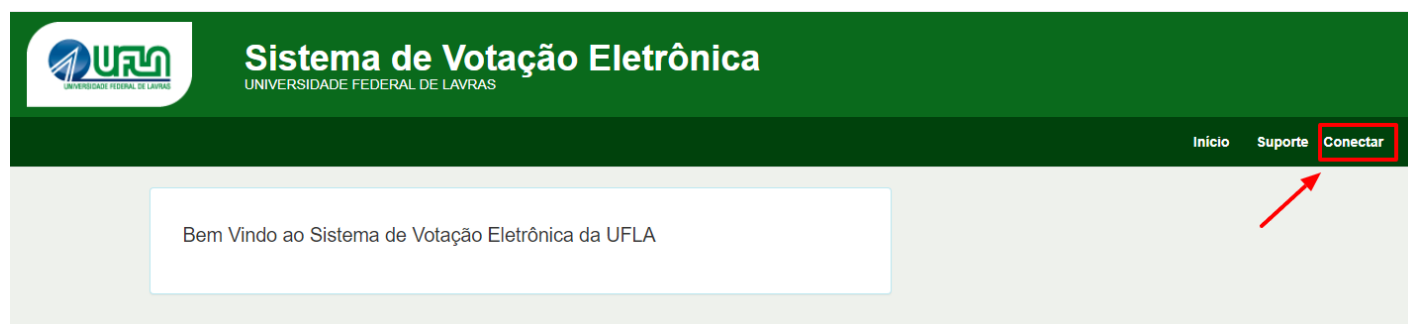 UFLA
UNIVERSIDADE FEDERAL DE LAVRAS
Sistema de Votação Eletrônica
UNIVERSIDADE FEDERAL DE LAVRAS
Início Suporte Conectar
Bem Vindo ao Sistema de Votação Eletrônica da UFLA